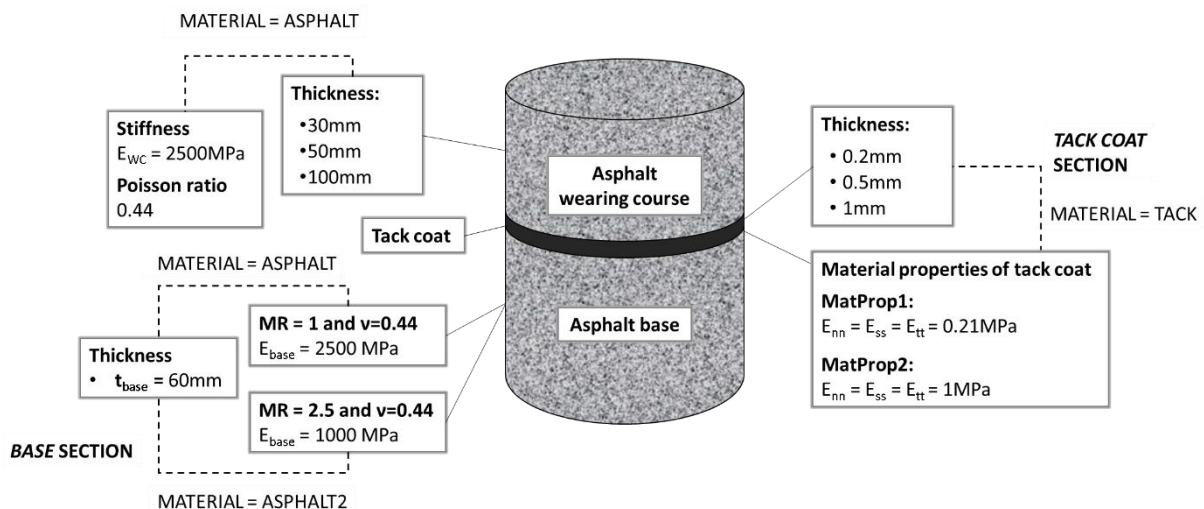 MATERIAL = ASPHALT
Stiffness
E_WC = 2500MPa
Poisson ratio
0.44
Thickness:
•30mm
•50mm
•100mm
Asphalt
wearing course
Thickness:
• 0.2mm
• 0.5mm
• 1mm
TACK COAT
SECTION
MATERIAL = TACK
Tack coat
MATERIAL = ASPHALT
Material properties of tack coat
MatProp1:
E_nn = E_ss = E_tt = 0.21MPa
MatProp2:
E_nn = E_ss = E_tt = 1MPa
Asphalt base
MR = 1 and ν=0.44
E_base = 2500 MPa
Thickness
• t_base = 60mm
MR = 2.5 and ν=0.44
E_base = 1000 MPa
BASE SECTION
MATERIAL = ASPHALT2